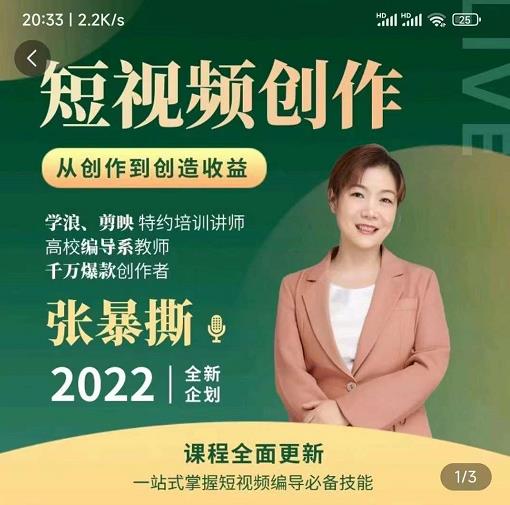 20:33 | 2.2K/s
HD HD 25
LIVE
短视频创作
从创作到创造收益
学浪、剪映 特约培训讲师
高校编导系教师
千万爆款创作者
张暴撕
2022 | 全新企划
课程全面更新
一站式掌握短视频编导必备技能
1/3